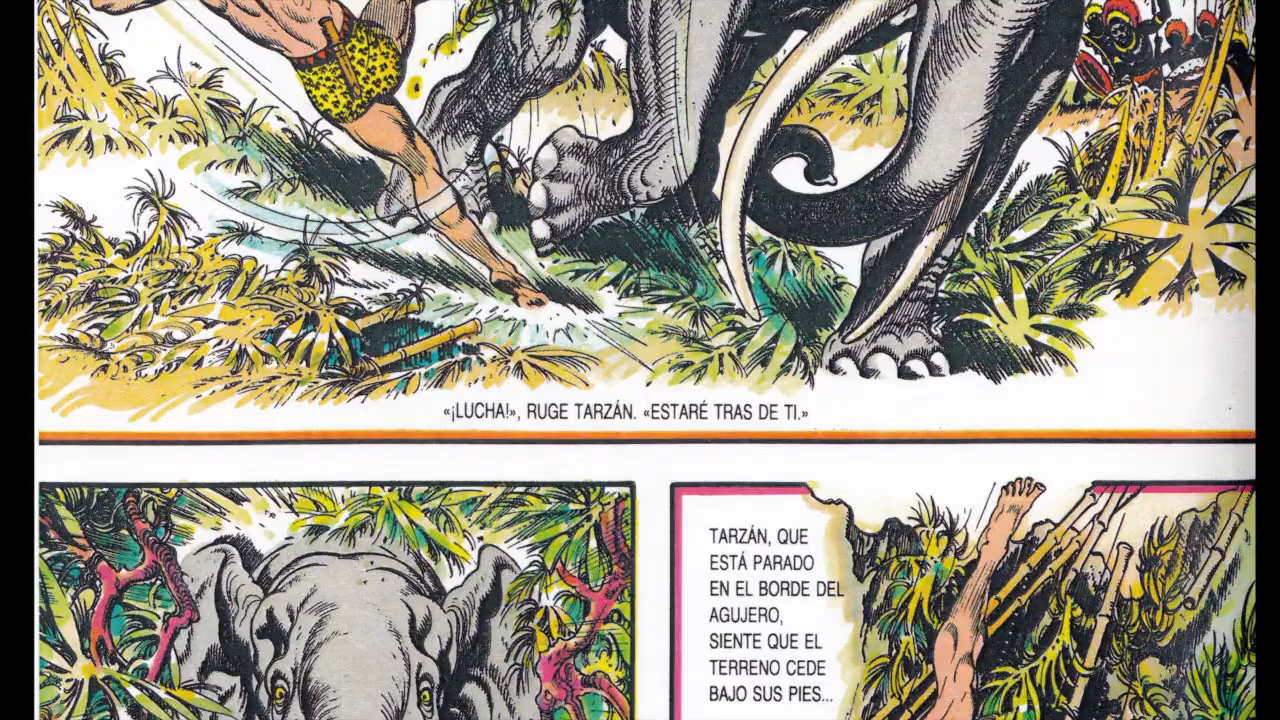 «¡LUCHA!», RUGE TARZÁN. «ESTARÉ TRAS DE TI.»
TARZÁN, QUE
ESTÁ PARADO
EN EL BORDE DEL
AGUJERO,
SIENTE QUE EL
TERRENO CEDE
BAJO SUS PIES...